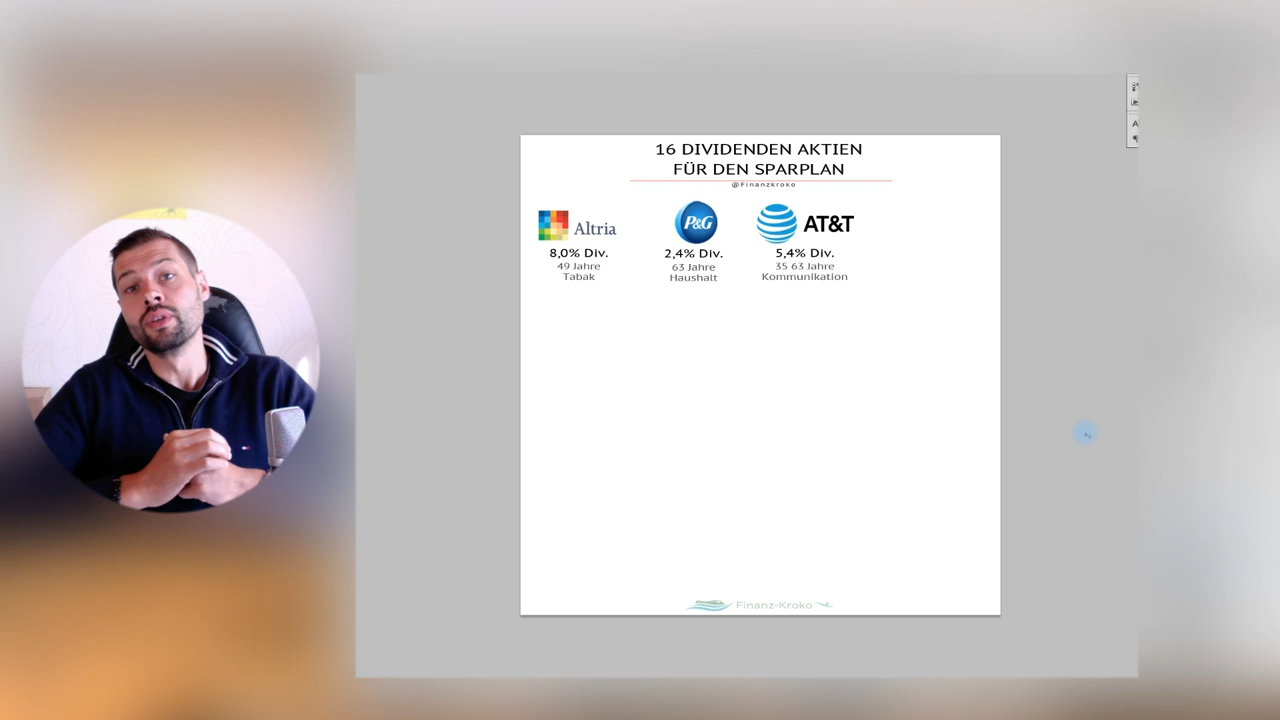 16 DIVIDENDEN AKTIEN
FÜR DEN SPARPLAN
@Finanzkroko
Altria
8,0% Div.
49 Jahre
Tabak
P&G
2,4% Div.
63 Jahre
Haushalt
AT&T
5,4% Div.
35 63 Jahre
Kommunikation
Finanz-Kroko
A